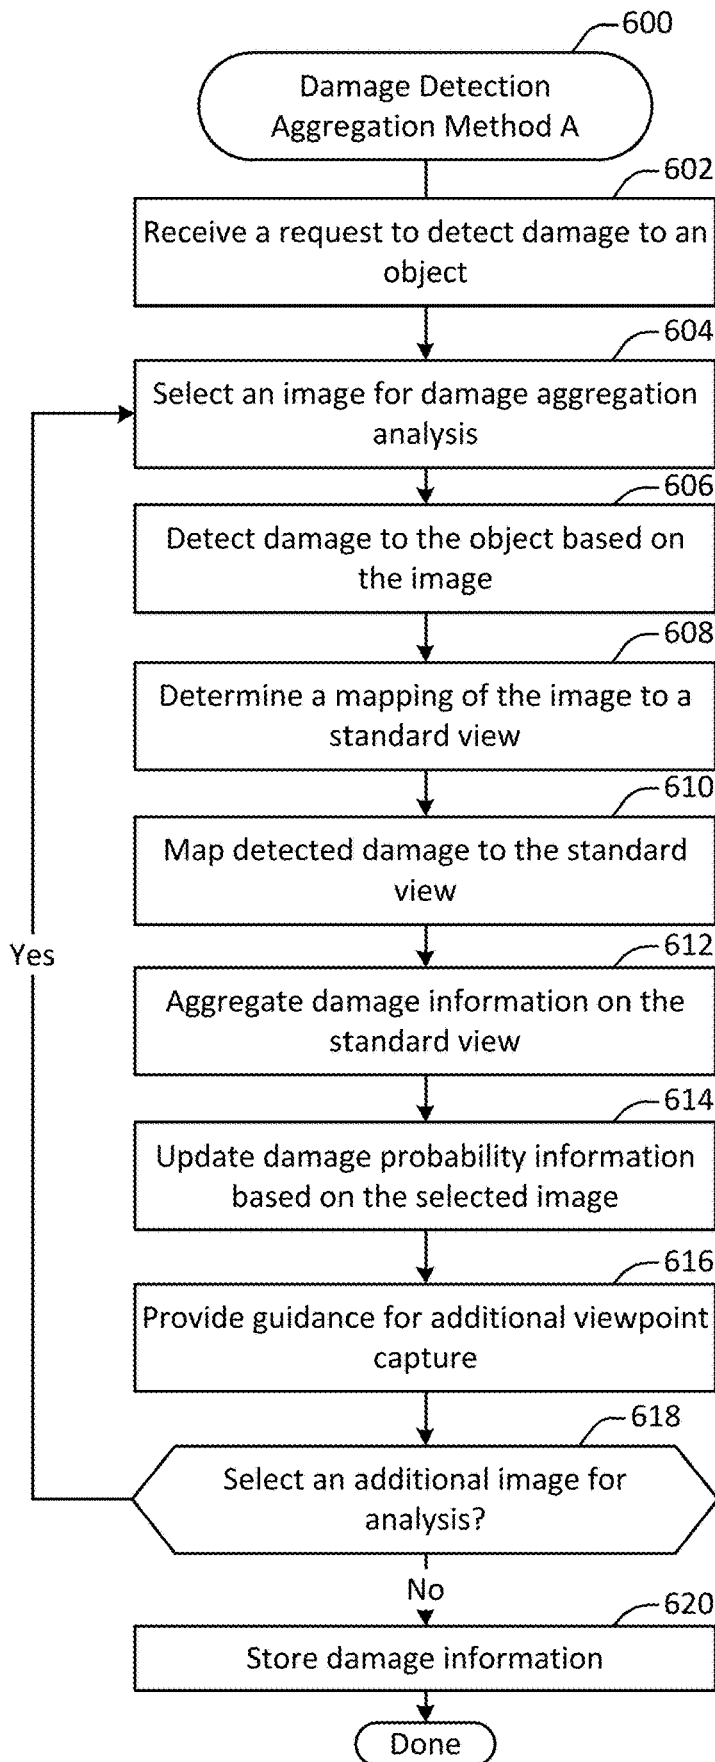 600
Damage Detection
Aggregation Method A
602
Receive a request to detect damage to an
object
604
Select an image for damage aggregation
analysis
606
Detect damage to the object based on
the image
608
Determine a mapping of the image to a
standard view
610
Map detected damage to the standard
view
Yes
612
Aggregate damage information on the
standard view
614
Update damage probability information
based on the selected image
616
Provide guidance for additional viewpoint
capture
618
Select an additional image for
analysis?
No
620
Store damage information
Done